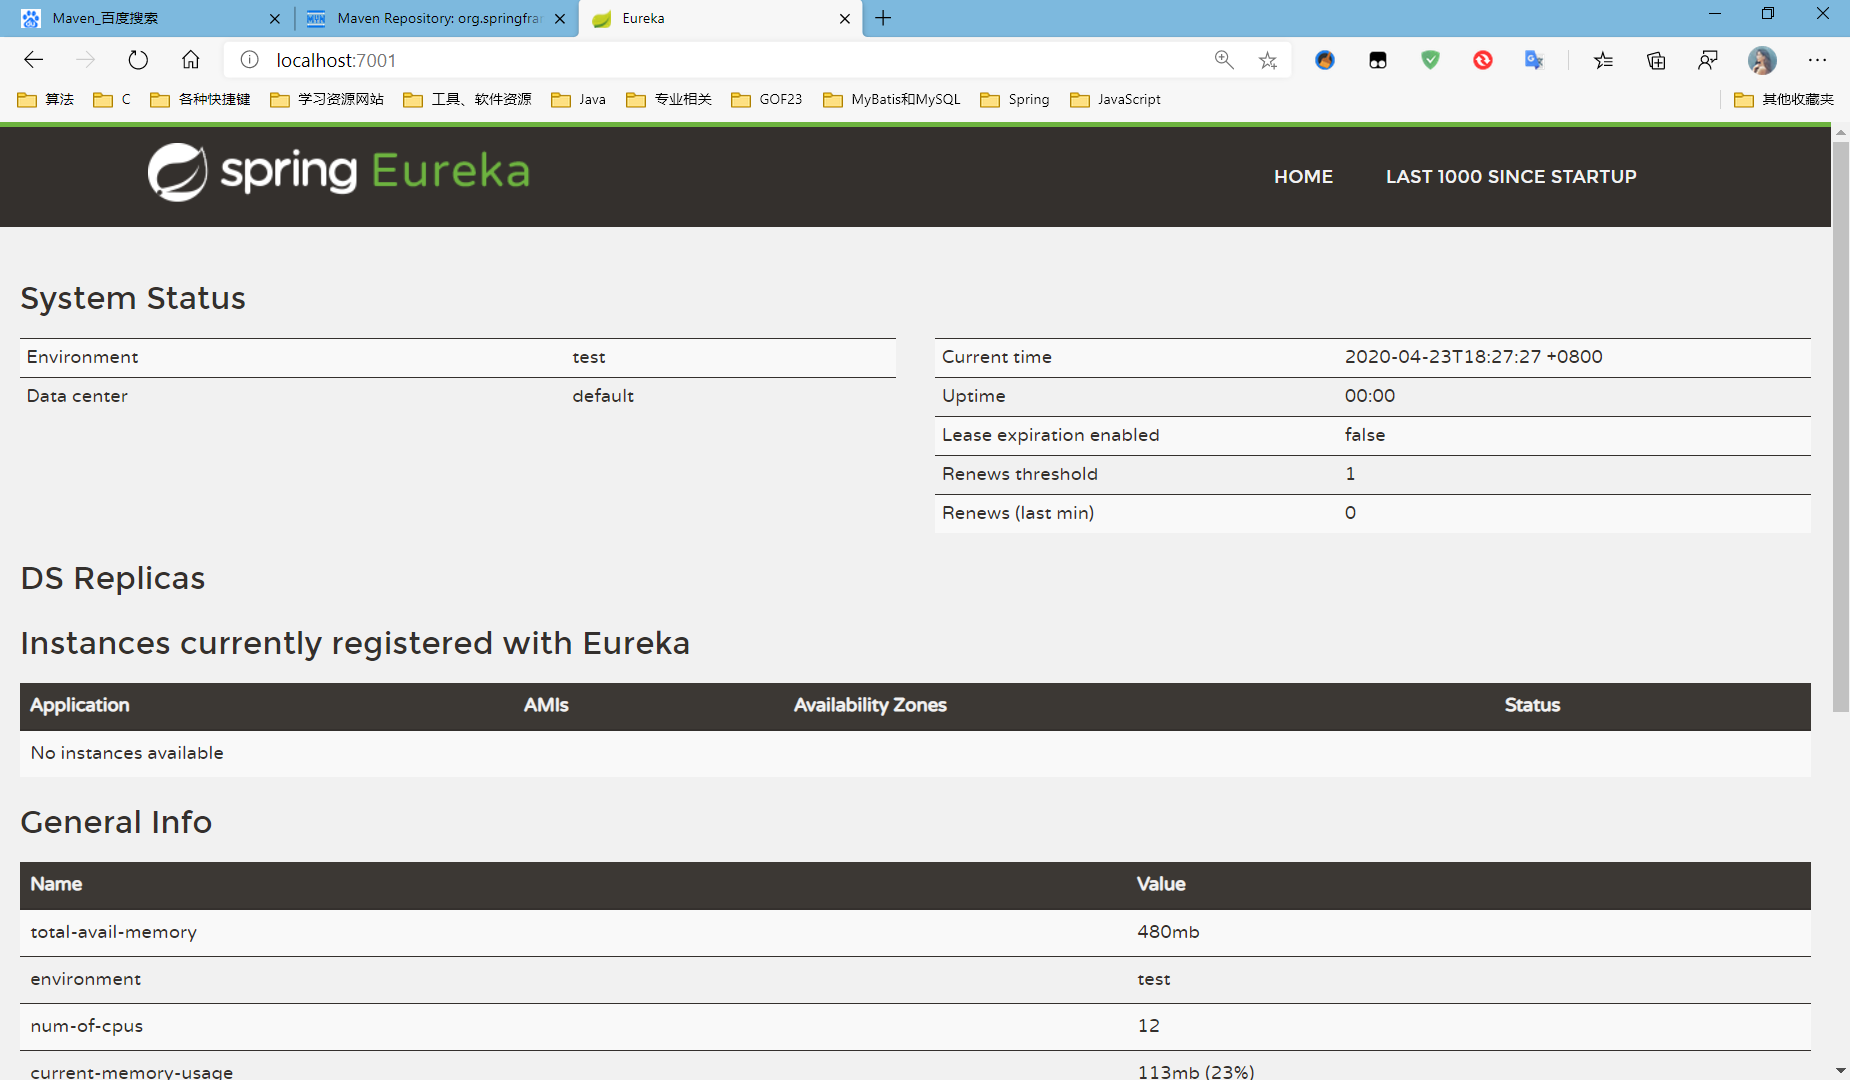 Maven_百度搜索
Maven Repository: org.springfra
Eureka
localhost:7001
算法
C
各种快捷键
学习资源网站
工具、软件资源
Java
专业相关
GOF23
MyBatis和MySQL
Spring
JavaScript
其他收藏夹
spring Eureka
HOME
LAST 1000 SINCE STARTUP
System Status
Environment test
Data center default
Current time 2020-04-23T18:27:27 +0800
Uptime 00:00
Lease expiration enabled false
Renews threshold 1
Renews (last min) 0
DS Replicas
Instances currently registered with Eureka
Application AMIs Availability Zones Status
No instances available
General Info
Name Value
total-avail-memory 480mb
environment test
num-of-cpus 12
current-memory-usage 113mb (23%)